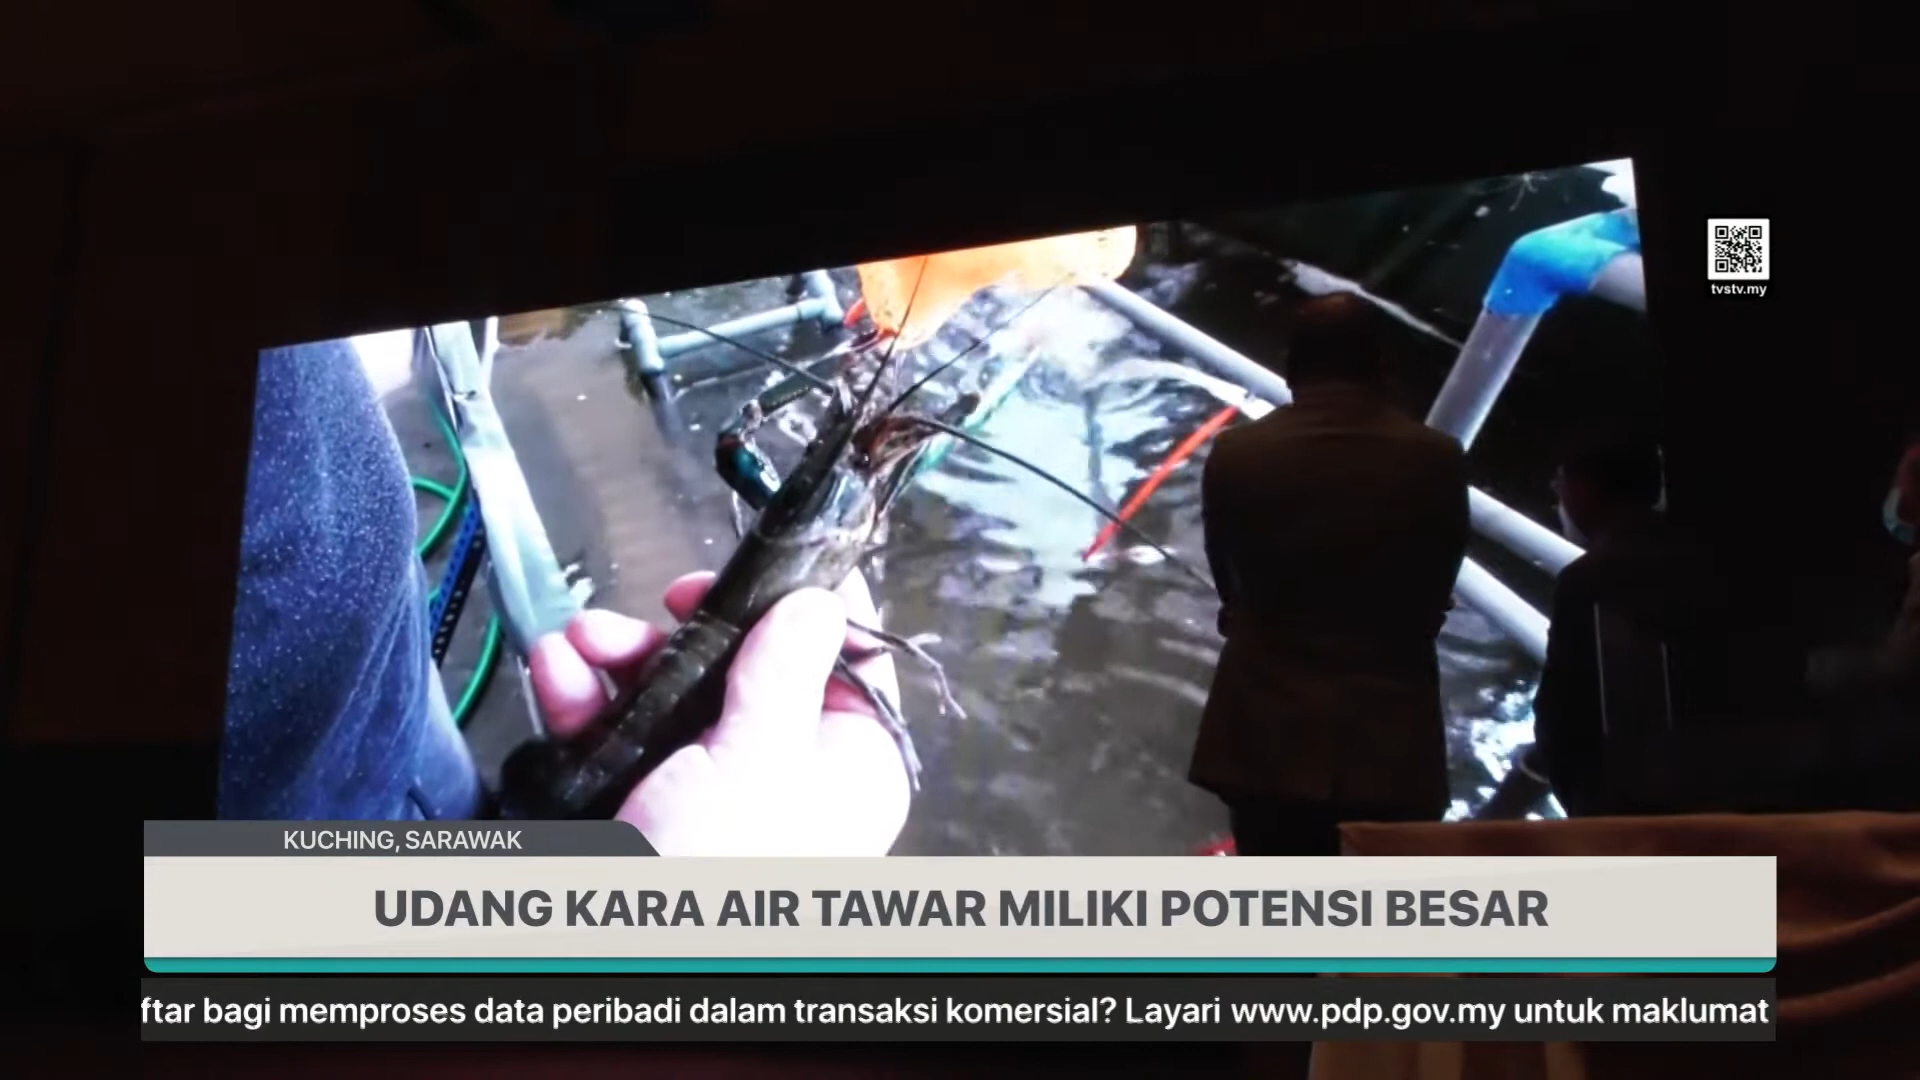 tvstv.my
KUCHING, SARAWAK
UDANG KARA AIR TAWAR MILIKI POTENSI BESAR
ftar bagi memproses data peribadi dalam transaksi komersial? Layari www.pdp.gov.my untuk maklumat